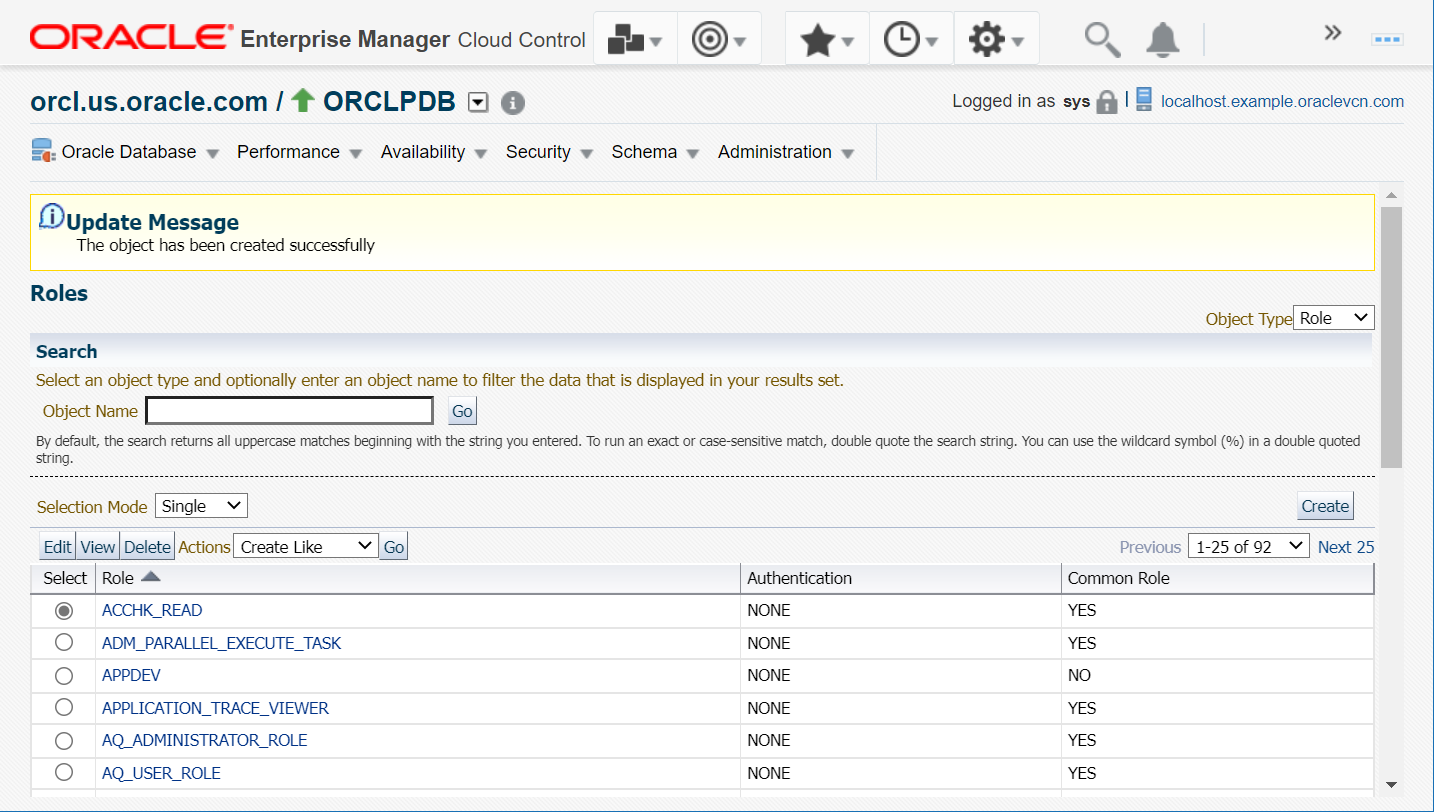 ORACLE Enterprise Manager Cloud Control
orcl.us.oracle.com / ORCLPDB
Logged in as sys localhost.example.oraclevcn.com
Oracle Database Performance Availability Security Schema Administration
Update Message
The object has been created successfully
Roles
Object Type Role
Search
Select an object type and optionally enter an object name to filter the data that is displayed in your results set.
Object Name Go
By default, the search returns all uppercase matches beginning with the string you entered. To run an exact or case-sensitive match, double quote the search string. You can use the wildcard symbol (%) in a double quoted
string.
Selection Mode Single Create
Edit View Delete Actions Create Like Go Previous 1-25 of 92 Next 25
Select Role Authentication Common Role
ACCHK_READ NONE YES
ADM_PARALLEL_EXECUTE_TASK NONE YES
APPDEV NONE NO
APPLICATION_TRACE_VIEWER NONE YES
AQ_ADMINISTRATOR_ROLE NONE YES
AQ_USER_ROLE NONE YES